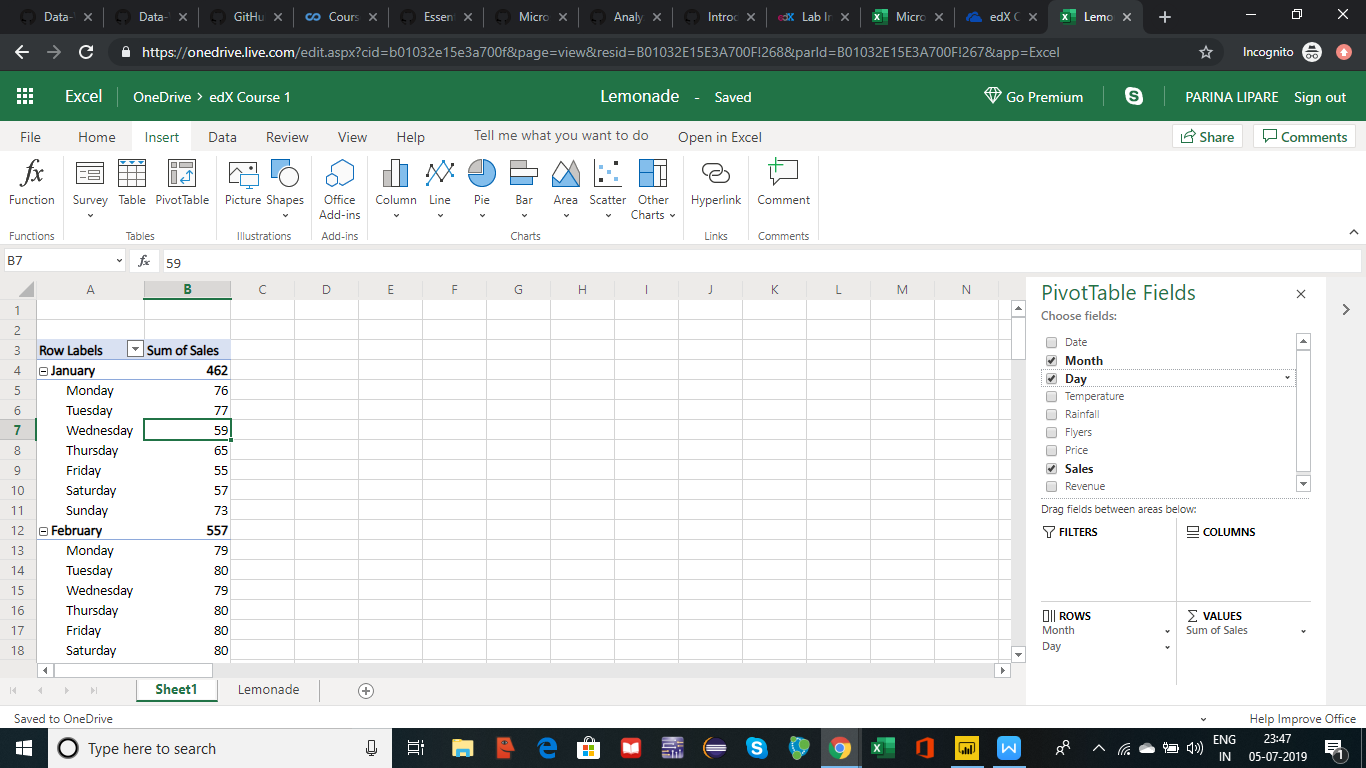 Data- Data- GitHu Cours Essen Micro Analy Introc edX Lab In Micro edX C Lemo
https://onedrive.live.com/edit.aspx?cid=b01032e15e3a700f&page=view&resid=B01032E15E3A700F!268&parId=B01032E15E3A700F!267&app=Excel Incognito
Excel OneDrive > edX Course 1 Lemonade - Saved Go Premium PARINA LIPARE Sign out
File Home Insert Data Review View Help Tell me what you want to do Open in Excel Share Comments
Function Survey Table PivotTable Picture Shapes Office Add-ins Column Line Pie Bar Area Scatter Other Charts Hyperlink Comment
Functions Tables Illustrations Add-ins Charts Links Comments
B7 fx 59
A B C D E F G H I J K L M N
1
2
3 Row Labels Sum of Sales
4 January 462
5 Monday 76
6 Tuesday 77
7 Wednesday 59
8 Thursday 65
9 Friday 55
10 Saturday 57
11 Sunday 73
12 February 557
13 Monday 79
14 Tuesday 80
15 Wednesday 79
16 Thursday 80
17 Friday 80
18 Saturday 80
PivotTable Fields
Choose fields:
Date
Month
Day
Temperature
Rainfall
Flyers
Price
Sales
Revenue
Drag fields between areas below:
FILTERS COLUMNS
ROWS VALUES
Month Sum of Sales
Day
Sheet1 Lemonade
Saved to OneDrive Help Improve Office
Type here to search ENG 23:47
IN 05-07-2019 1